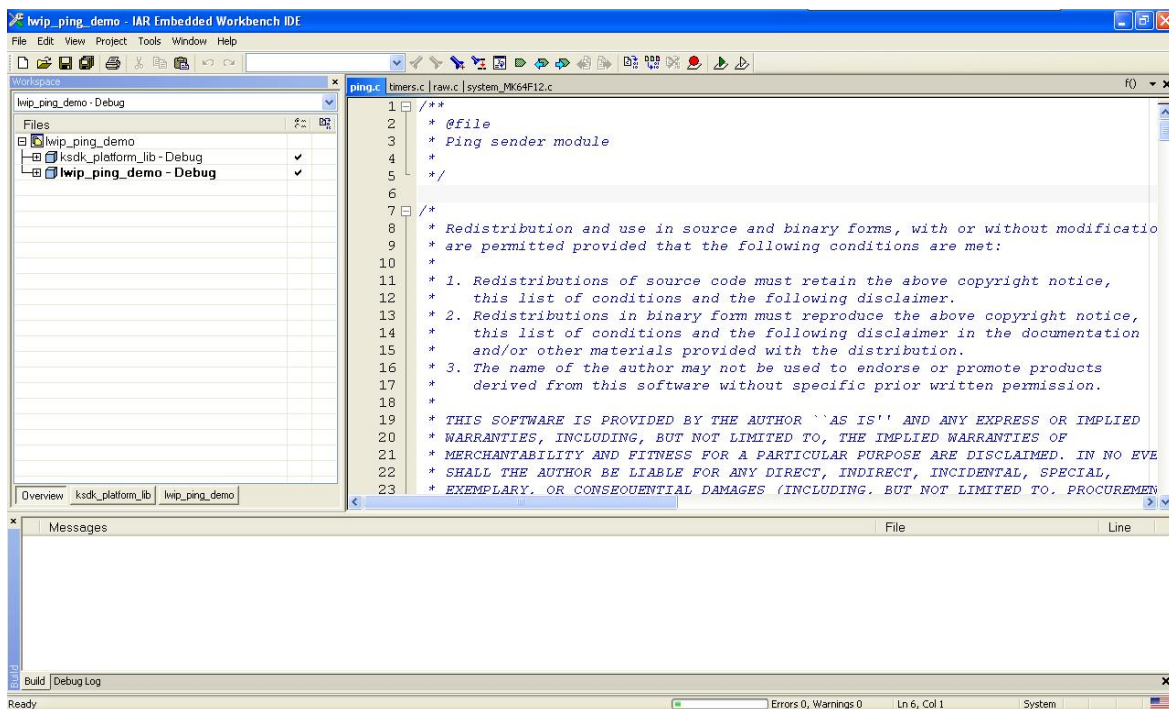 lwip_ping_demo - IAR Embedded Workbench IDE
File Edit View Project Tools Window Help
Workspace
lwip_ping_demo - Debug
Files
lwip_ping_demo
ksdk_platform_lib - Debug
lwip_ping_demo - Debug
Overview ksdk_platform_lib lwip_ping_demo
ping.c timers.c | raw.c | system_MK64F12.c f()
1 /**
2 * @file
3 * Ping sender module
4 *
5 */
6
7 /*
8 * Redistribution and use in source and binary forms, with or without modificatio
9 * are permitted provided that the following conditions are met:
10 *
11 * 1. Redistributions of source code must retain the above copyright notice,
12 * this list of conditions and the following disclaimer.
13 * 2. Redistributions in binary form must reproduce the above copyright notice,
14 * this list of conditions and the following disclaimer in the documentation
15 * and/or other materials provided with the distribution.
16 * 3. The name of the author may not be used to endorse or promote products
17 * derived from this software without specific prior written permission.
18 *
19 * THIS SOFTWARE IS PROVIDED BY THE AUTHOR ``AS IS'' AND ANY EXPRESS OR IMPLIED
20 * WARRANTIES, INCLUDING, BUT NOT LIMITED TO, THE IMPLIED WARRANTIES OF
21 * MERCHANTABILITY AND FITNESS FOR A PARTICULAR PURPOSE ARE DISCLAIMED. IN NO EVE
22 * SHALL THE AUTHOR BE LIABLE FOR ANY DIRECT, INDIRECT, INCIDENTAL, SPECIAL,
23 * EXEMPLARY, OR CONSEQUENTIAL DAMAGES (INCLUDING, BUT NOT LIMITED TO, PROCUREMEN
Messages File Line
Build
Build Debug Log
Ready Errors 0, Warnings 0 Ln 6, Col 1 System